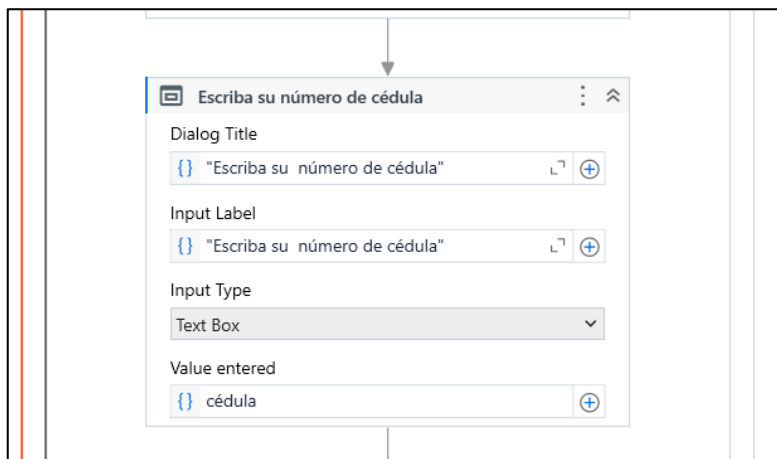 Escriba su número de cédula
Dialog Title
{} "Escriba su  número de cédula"
Input Label
{} "Escriba su  número de cédula"
Input Type
Text Box
Value entered
{} cédula